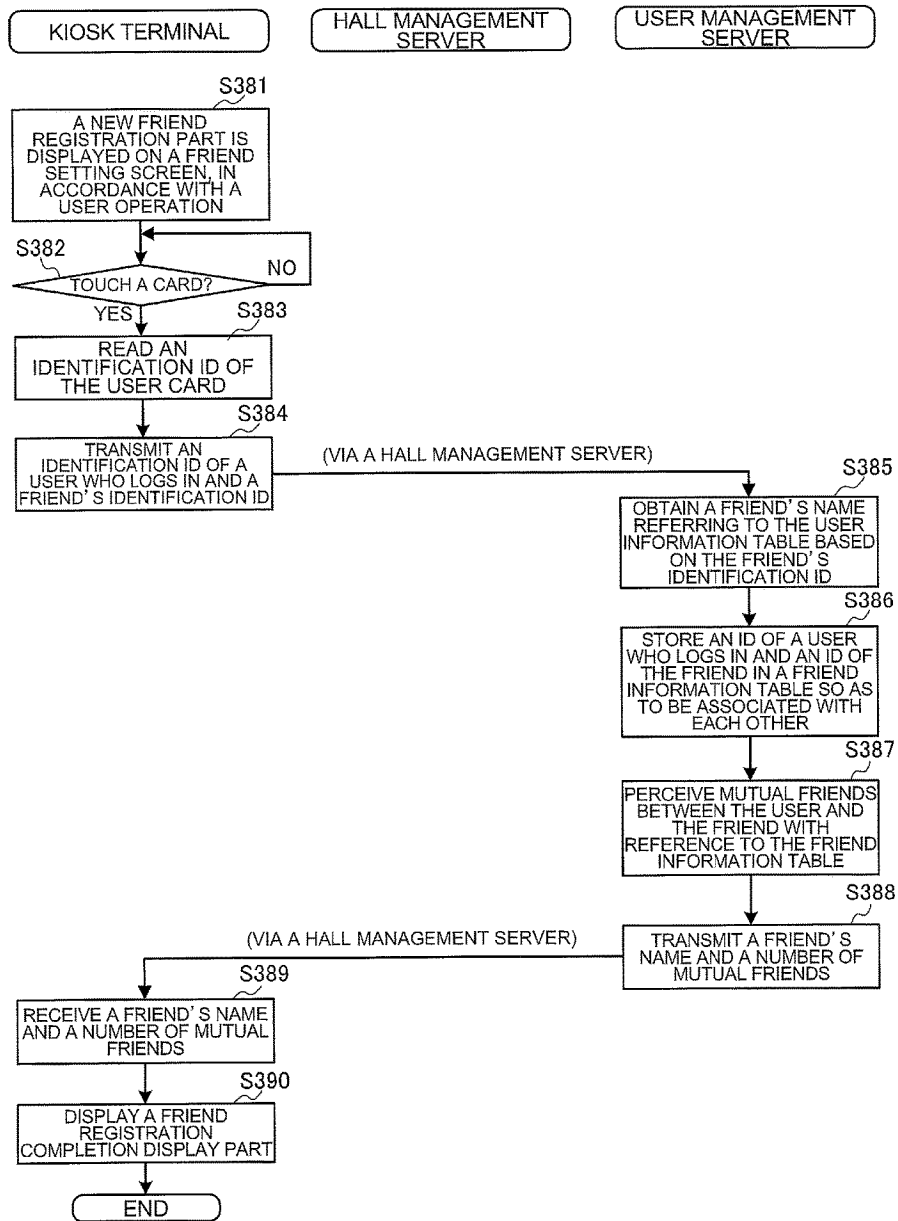 KIOSK TERMINAL
HALL MANAGEMENT
SERVER
USER MANAGEMENT
SERVER
S381
A NEW FRIEND
REGISTRATION PART IS
DISPLAYED ON A FRIEND
SETTING SCREEN, IN
ACCORDANCE WITH A
USER OPERATION
S382
TOUCH A CARD?
NO
YES
S383
READ AN
IDENTIFICATION ID OF
THE USER CARD
S384
TRANSMIT AN
IDENTIFICATION ID OF A
USER WHO LOGS IN AND A
FRIEND'S IDENTIFICATION ID
(VIA A HALL MANAGEMENT SERVER)
S385
OBTAIN A FRIEND'S NAME
REFERRING TO THE USER
INFORMATION TABLE BASED
ON THE FRIEND'S
IDENTIFICATION ID
S386
STORE AN ID OF A USER
WHO LOGS IN AND AN ID OF
THE FRIEND IN A FRIEND
INFORMATION TABLE SO AS
TO BE ASSOCIATED WITH
EACH OTHER
S387
PERCEIVE MUTUAL FRIENDS
BETWEEN THE USER AND
THE FRIEND WITH
REFERENCE TO THE FRIEND
INFORMATION TABLE
S388
TRANSMIT A FRIEND'S
NAME AND A NUMBER OF
MUTUAL FRIENDS
(VIA A HALL MANAGEMENT SERVER)
S389
RECEIVE A FRIEND'S NAME
AND A NUMBER OF MUTUAL
FRIENDS
S390
DISPLAY A FRIEND
REGISTRATION
COMPLETION DISPLAY PART
END